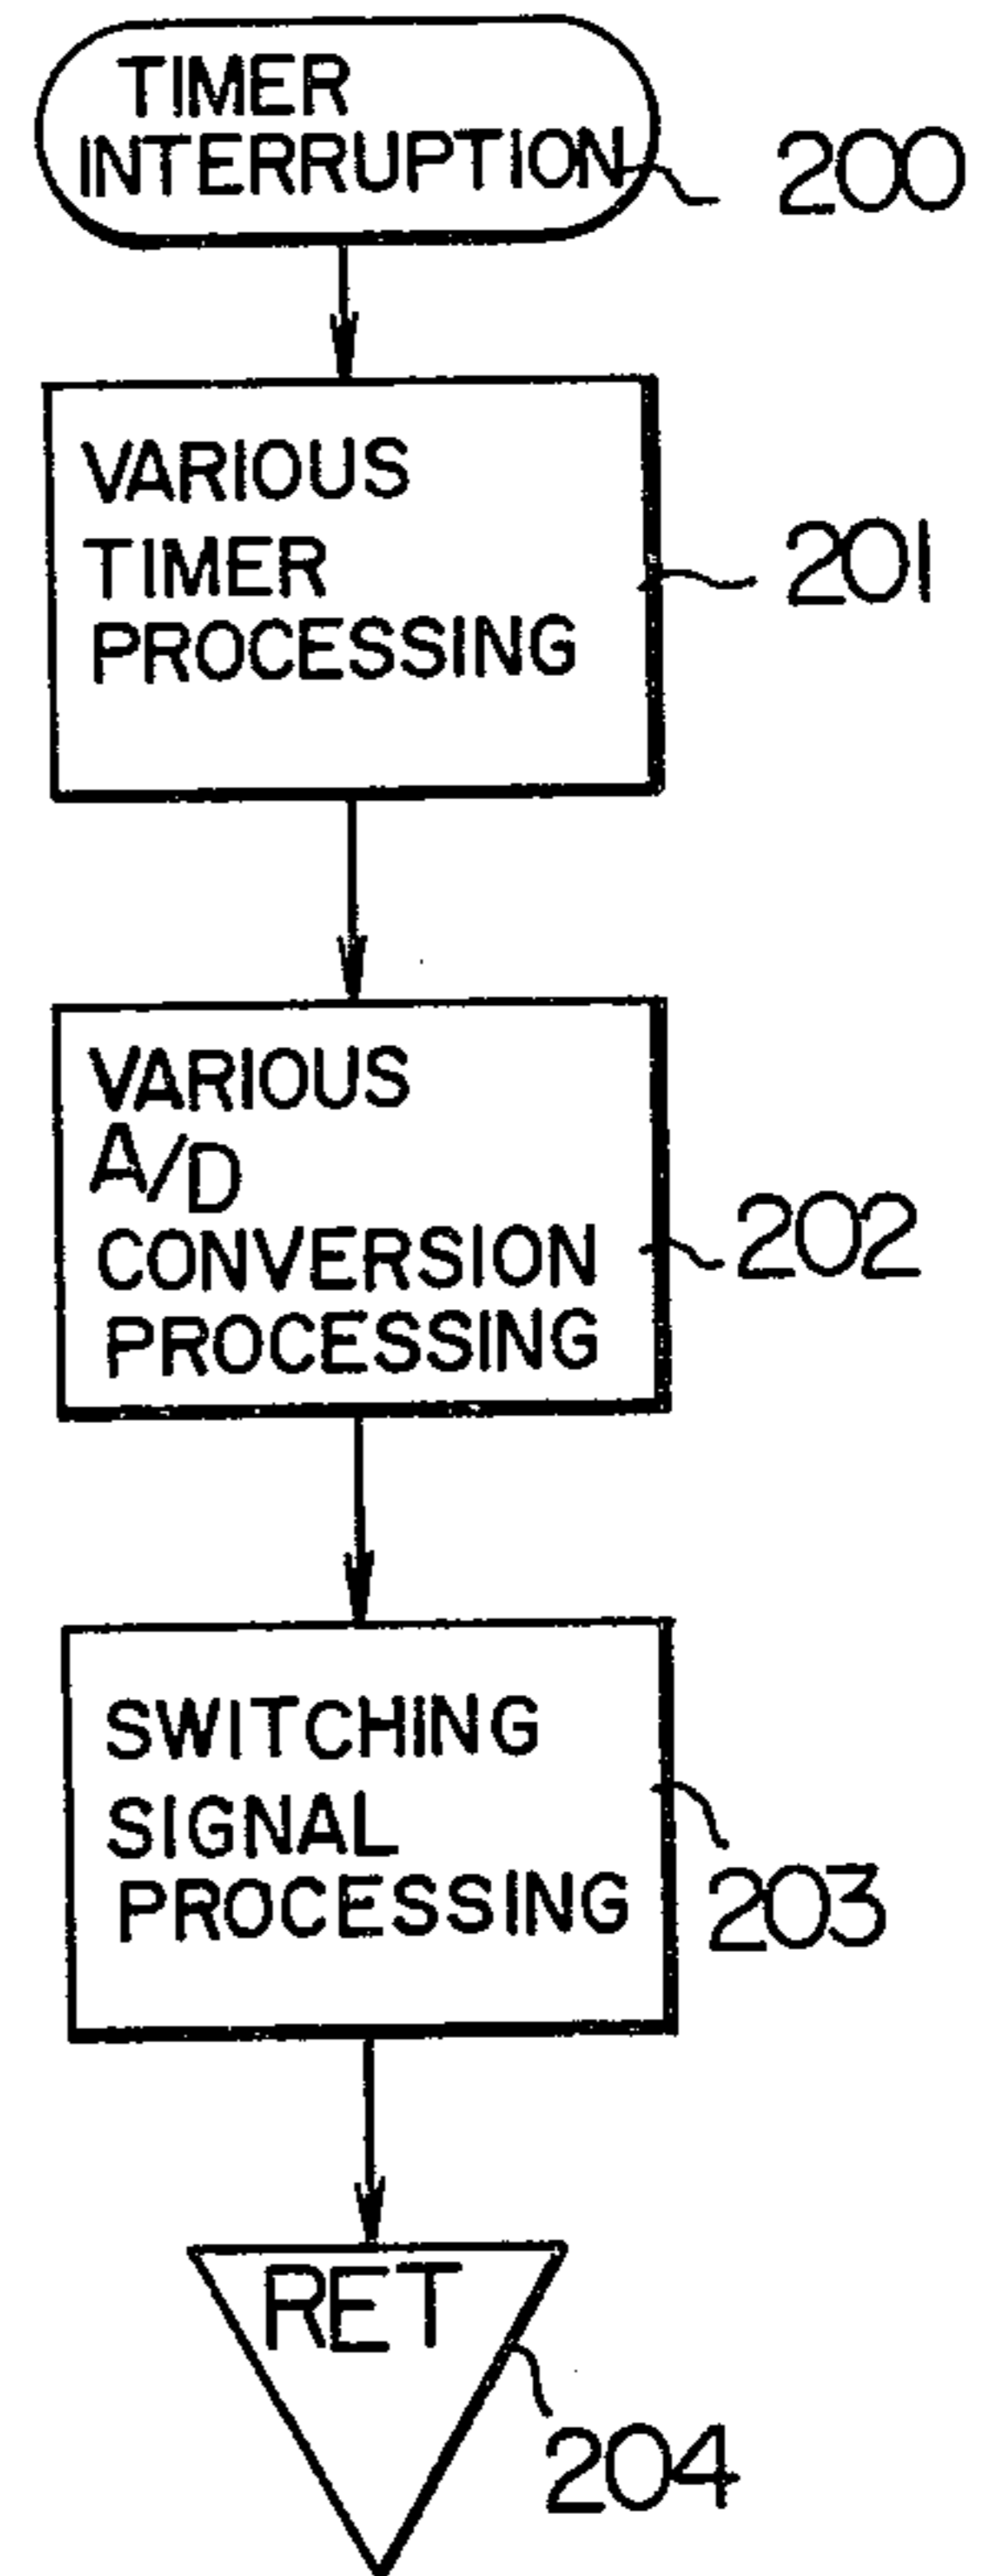 TIMER
INTERRUPTION
200
VARIOUS
TIMER
PROCESSING
201
VARIOUS
A/D
CONVERSION
PROCESSING
202
SWITCHING
SIGNAL
PROCESSING
203
RET
204